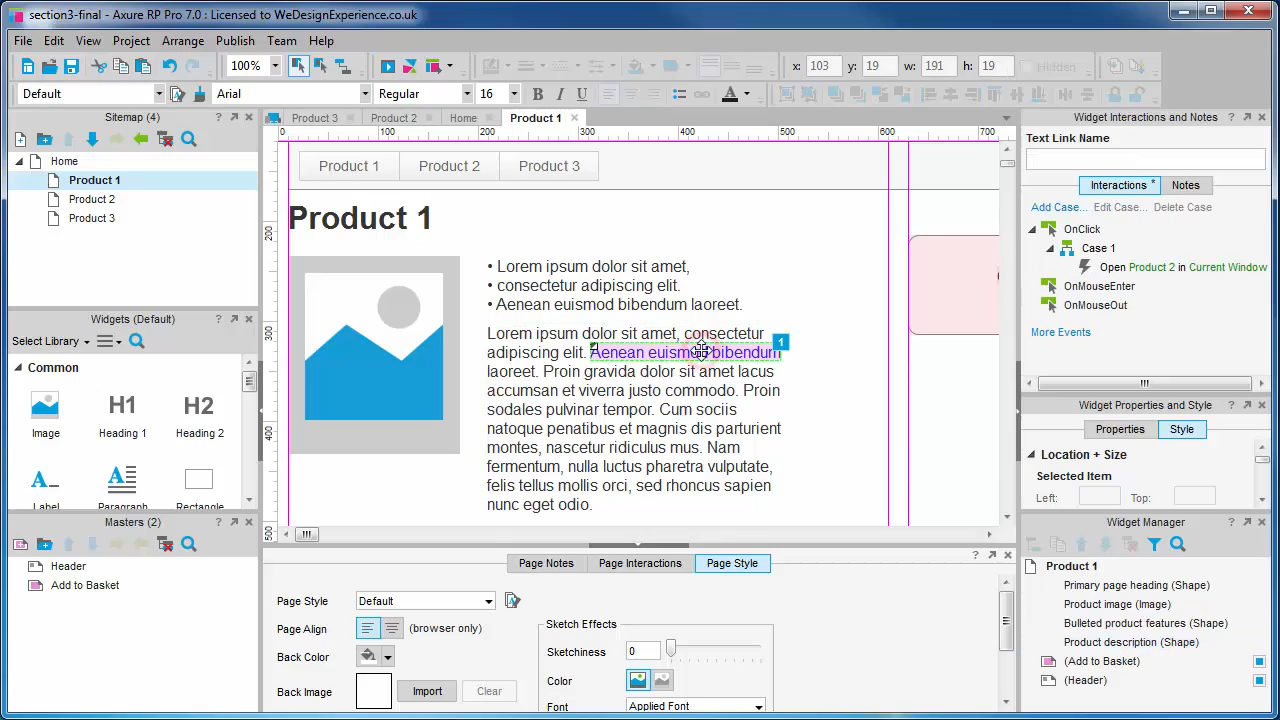 section3-final - Axure RP Pro 7.0 : Licensed to WeDesignExperience.co.uk
File Edit View Project Arrange Publish Team Help
100% x: 103 y: 19 w: 191 h: 19 Hidden
Default Arial Regular 16 B I U A
Sitemap (4)
Home
Product 1
Product 2
Product 3
Widgets (Default)
Select Library
Common
Image Heading 1 Heading 2
H1 H2
A
Label Paragraph Rectangle
Masters (2)
Header
Add to Basket
Product 3 Product 2 Home Product 1
0 100 200 300 400 500 600 700
200
300
400
500
Product 1 Product 2 Product 3
Product 1
• Lorem ipsum dolor sit amet,
• consectetur adipiscing elit.
• Aenean euismod bibendum laoreet.
Lorem ipsum dolor sit amet, consectetur
adipiscing elit. Aenean euismod bibendum
1
laoreet. Proin gravida dolor sit amet lacus
accumsan et viverra justo commodo. Proin
sodales pulvinar tempor. Cum sociis
natoque penatibus et magnis dis parturient
montes, nascetur ridiculus mus. Nam
fermentum, nulla luctus pharetra vulputate,
felis tellus mollis orci, sed rhoncus sapien
nunc eget odio.
Page Notes Page Interactions Page Style
Page Style Default
Page Align (browser only)
Back Color
Back Image Import Clear
Sketch Effects
Sketchiness 0
Color
Font Applied Font
Widget Interactions and Notes
Text Link Name
Interactions * Notes
Add Case... Edit Case... Delete Case
OnClick
Case 1
Open Product 2 in Current Window
OnMouseEnter
OnMouseOut
More Events
Widget Properties and Style
Properties Style
Location + Size
Selected Item
Left: Top:
Widget Manager
Product 1
Primary page heading (Shape)
Product image (Image)
Bulleted product features (Shape)
Product description (Shape)
(Add to Basket)
(Header)